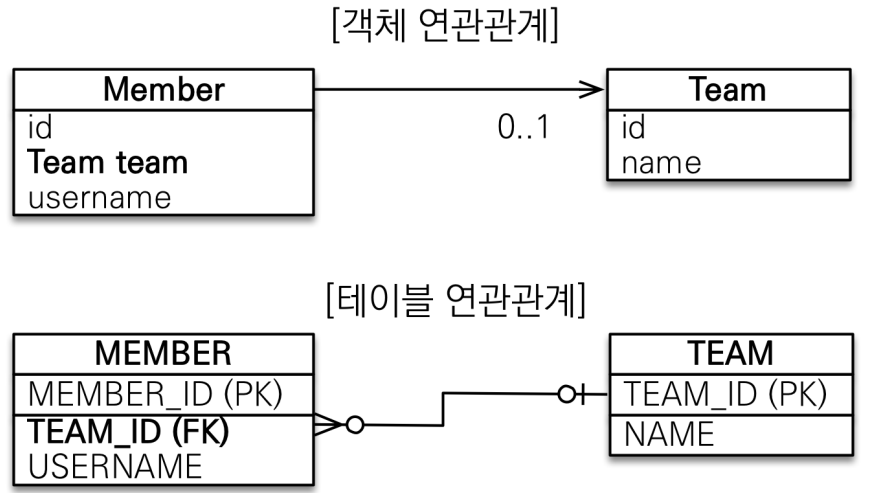 [객체 연관관계]
Member
id
Team team
username
0..1
Team
id
name
[테이블 연관관계]
MEMBER
MEMBER_ID (PK)
TEAM_ID (FK)
USERNAME
TEAM
TEAM_ID (PK)
NAME